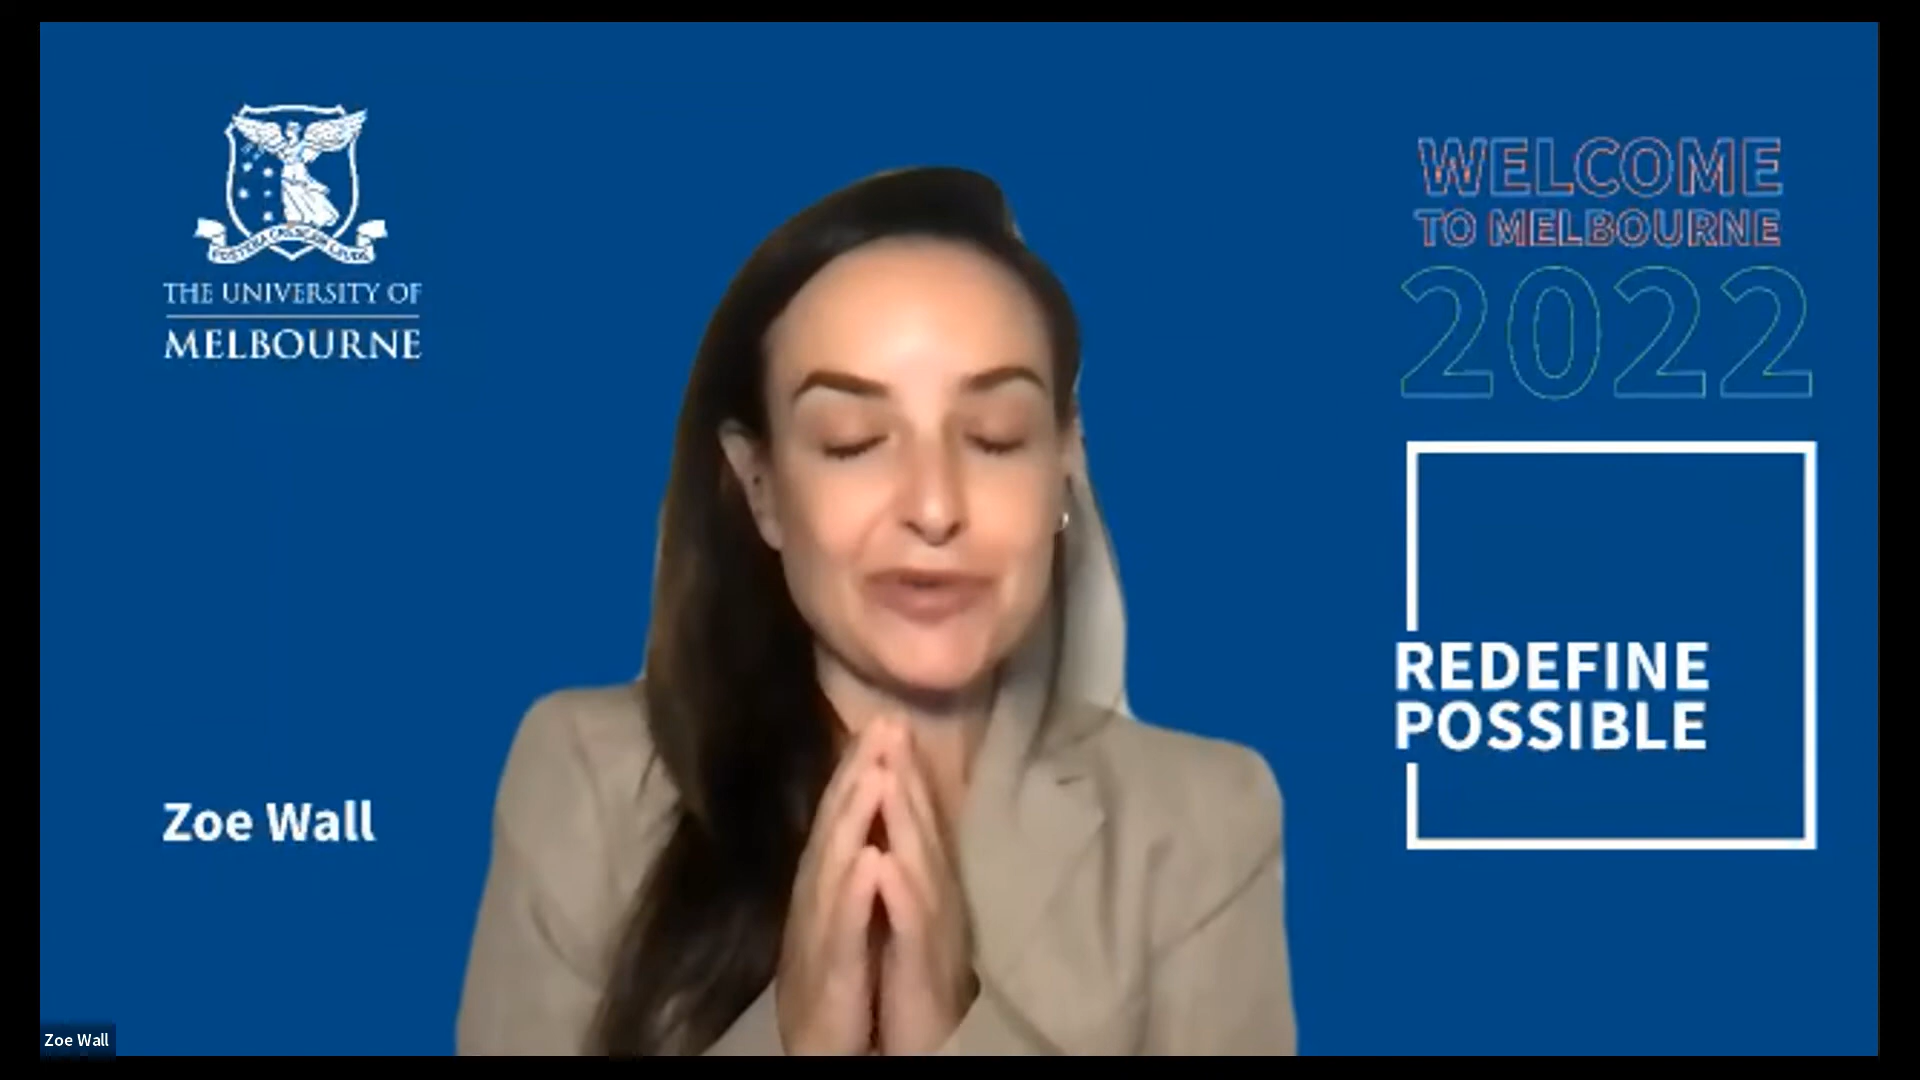 THE UNIVERSITY OF
MELBOURNE
WELCOME
TO MELBOURNE
2022
REDEFINE
POSSIBLE
Zoe Wall
Zoe Wall